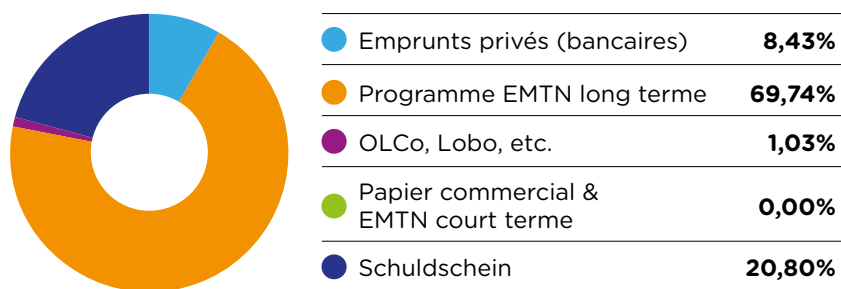 Emprunts privés (bancaires) 8,43%
Programme EMTN long terme 69,74%
OLCo, Lobo, etc. 1,03%
Papier commercial &
EMTN court terme 0,00%
Schuldschein 20,80%